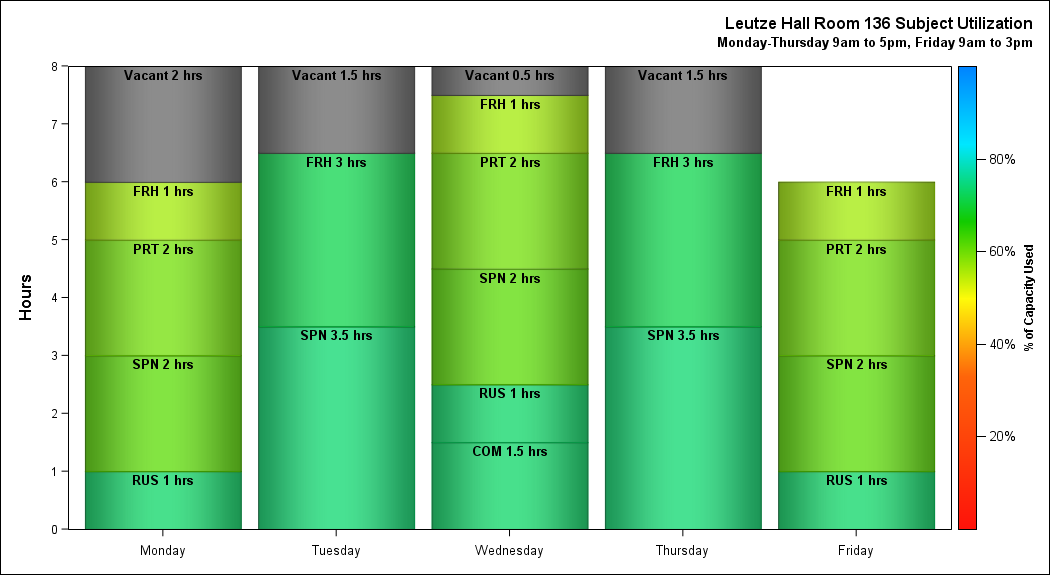 Leutze Hall Room 136 Subject Utilization
Monday-Thursday 9am to 5pm, Friday 9am to 3pm
Hours
8
7
6
5
4
3
2
1
0
Vacant 2 hrs
FRH 1 hrs
PRT 2 hrs
SPN 2 hrs
RUS 1 hrs
Vacant 1.5 hrs
FRH 3 hrs
SPN 3.5 hrs
Vacant 0.5 hrs
FRH 1 hrs
PRT 2 hrs
SPN 2 hrs
RUS 1 hrs
COM 1.5 hrs
Vacant 1.5 hrs
FRH 3 hrs
SPN 3.5 hrs
FRH 1 hrs
PRT 2 hrs
SPN 2 hrs
RUS 1 hrs
Monday
Tuesday
Wednesday
Thursday
Friday
80%
60%
40%
20%
% of Capacity Used